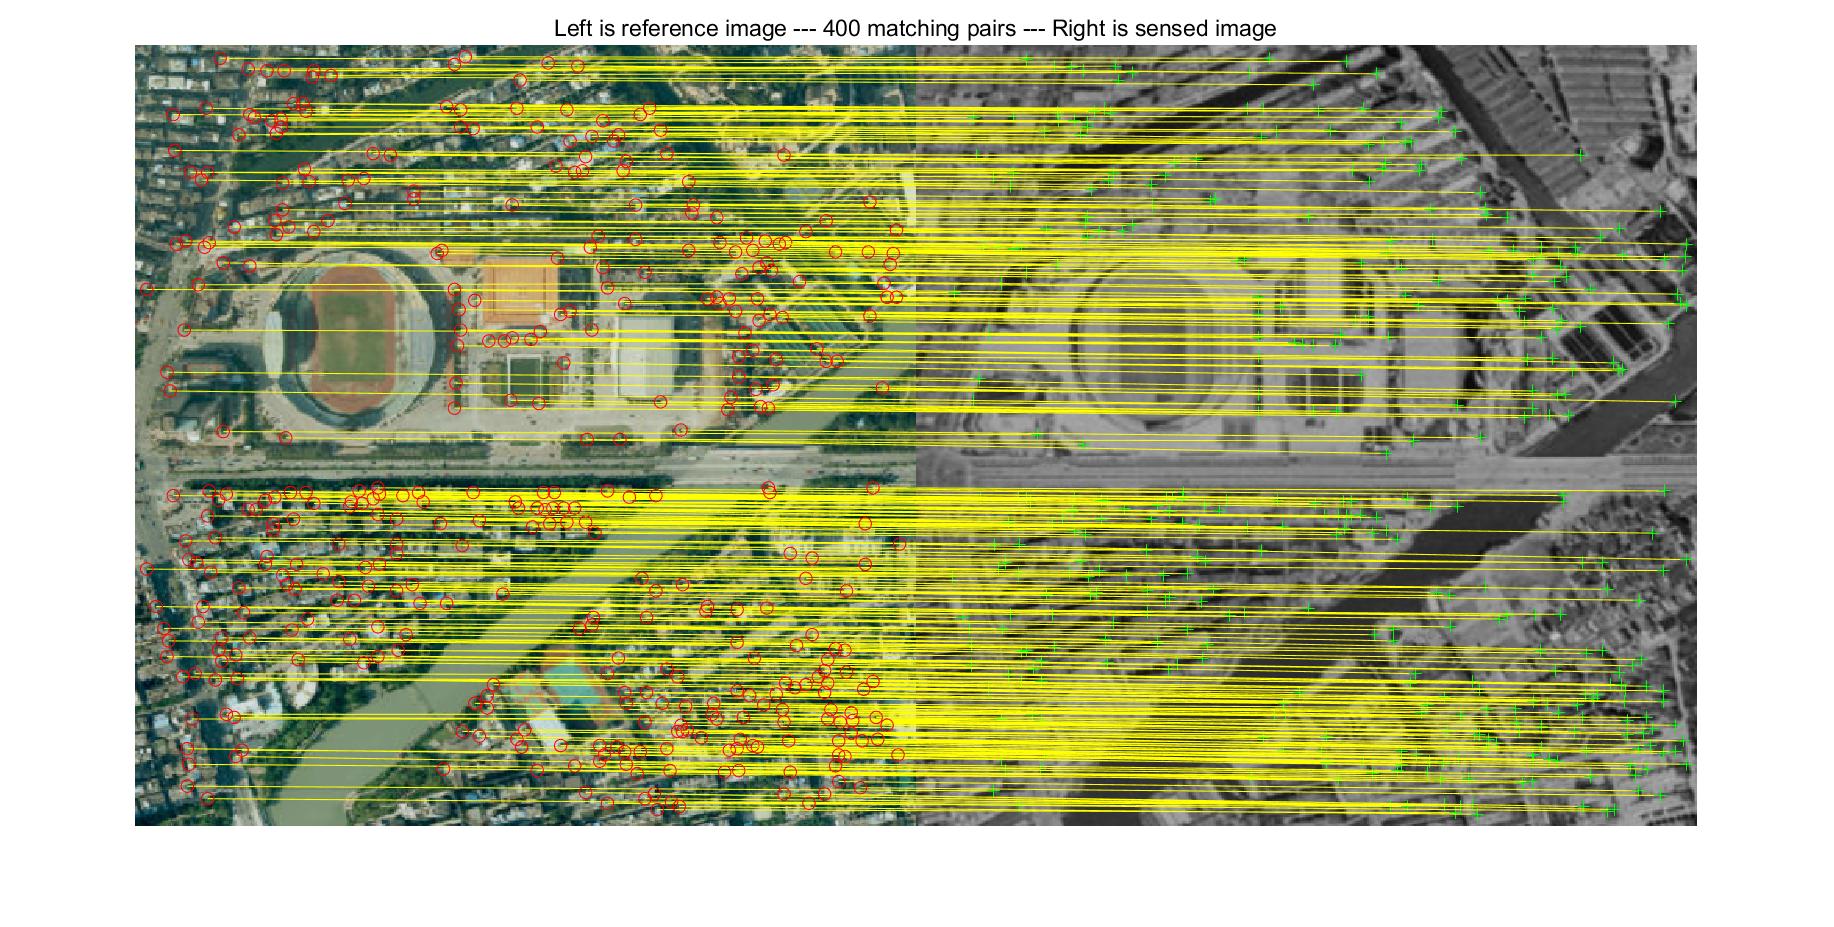 Left is reference image --- 400 matching pairs --- Right is sensed image